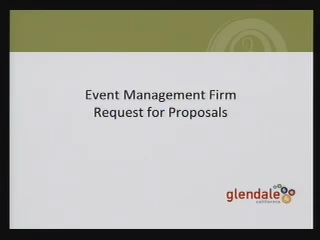 Event Management Firm
Request for Proposals
glendale
california